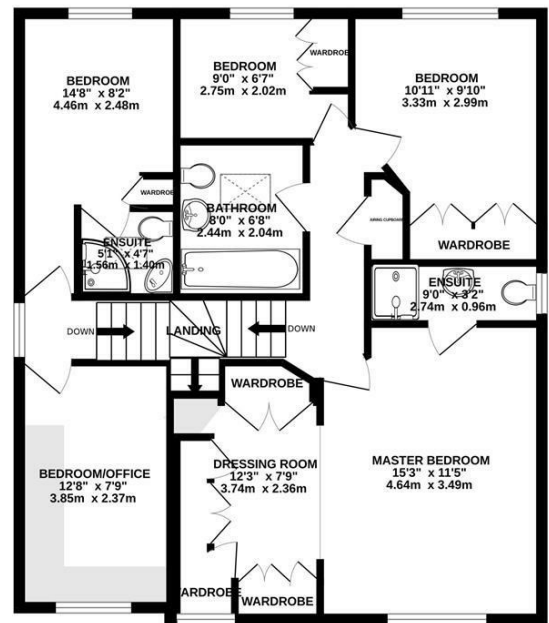 BEDROOM
14'8" x 8'2"
4.46m x 2.48m
BEDROOM
9'0" x 6'7"
2.75m x 2.02m
WARDROBE
BEDROOM
10'11" x 9'10"
3.33m x 2.99m
WARDROBE
BATHROOM
8'0" x 6'8"
2.44m x 2.04m
AIRING CUPBOARD
ENSUITE
5'1" x 4'7"
1.56m x 1.40m
WARDROBE
ENSUITE
9'0" x 3'2"
2.74m x 0.96m
DOWN
LANDING
DOWN
WARDROBE
BEDROOM/OFFICE
12'8" x 7'9"
3.85m x 2.37m
DRESSING ROOM
12'3" x 7'9"
3.74m x 2.36m
MASTER BEDROOM
15'3" x 11'5"
4.64m x 3.49m
WARDROBE
WARDROBE